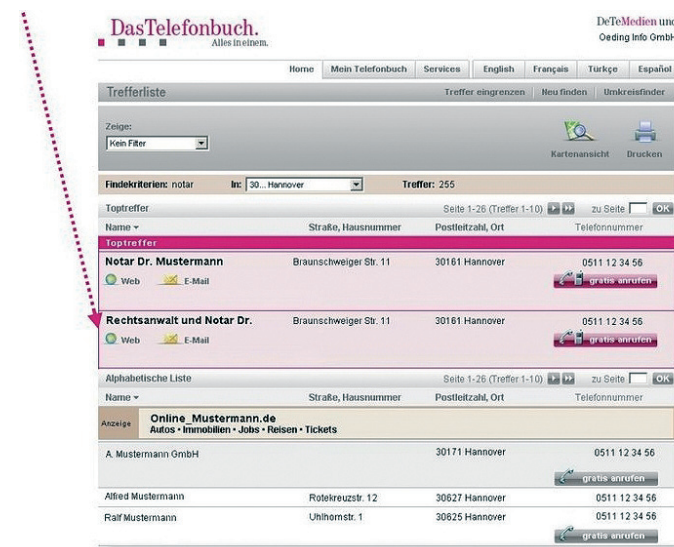 DasTelefonbuch.
Alles in einem.
DeTeMedien und
Oeding Info GmbH
Home Mein Telefonbuch Services English Français Türkçe Español
Trefferliste Treffer eingrenzen Neu finden Umkreisfinder
Zeige:
Kein Filter
Kartenansicht Drucken
Findekriterien: notar In: 30... Hannover Treffer: 255
Toptreffer Seite 1-26 (Treffer 1-10) zu Seite OK
Name Straße, Hausnummer Postleitzahl, Ort Telefonnummer
Toptreffer
Notar Dr. Mustermann Braunschweiger Str. 11 30161 Hannover 0511 12 34 56
Web E-Mail gratis anrufen
Rechtsanwalt und Notar Dr. Braunschweiger Str. 11 30161 Hannover 0511 12 34 56
Web E-Mail gratis anrufen
Alphabetische Liste Seite 1-26 (Treffer 1-10) zu Seite OK
Name Straße, Hausnummer Postleitzahl, Ort Telefonnummer
Anzeige Online_Mustermann.de
Autos • Immobilien • Jobs • Reisen • Tickets
A. Mustermann GmbH 30171 Hannover 0511 12 34 56
gratis anrufen
Alfred Mustermann Rotekreuzstr. 12 30627 Hannover 0511 12 34 56
Ralf Mustermann Uhlhornstr. 1 30625 Hannover 0511 12 34 56
gratis anrufen